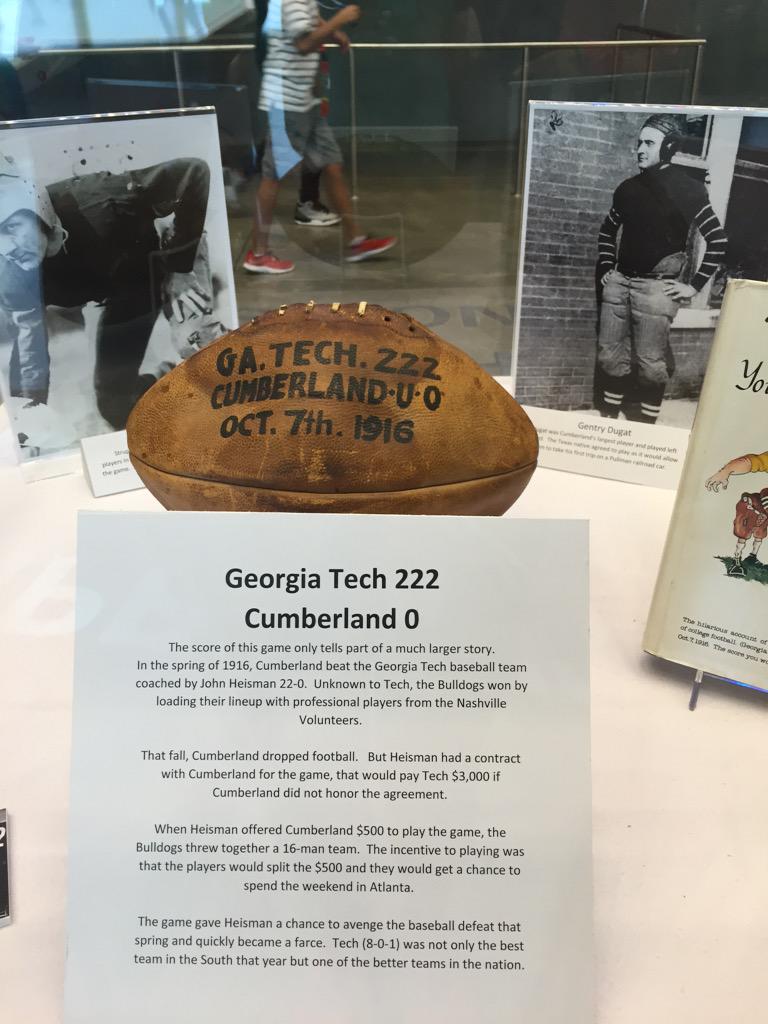 GA. TECH. 222
CUMBERLAND·U·0
OCT. 7th. 1916
players in
the game.
Gentry Dugat
was Cumberland's largest player and played left
The Texas native agreed to play as it would allow
to take his first trip on a Pullman railroad car.
The hilarious account of
of college football. (Georgia
Oct. 7, 1916. The score you
Georgia Tech 222
Cumberland 0
The score of this game only tells part of a much larger story.
In the spring of 1916, Cumberland beat the Georgia Tech baseball team
coached by John Heisman 22-0.  Unknown to Tech, the Bulldogs won by
loading their lineup with professional players from the Nashville
Volunteers.
That fall, Cumberland dropped football.   But Heisman had a contract
with Cumberland for the game, that would pay Tech $3,000 if
Cumberland did not honor the agreement.
When Heisman offered Cumberland $500 to play the game, the
Bulldogs threw together a 16-man team.  The incentive to playing was
that the players would split the $500 and they would get a chance to
spend the weekend in Atlanta.
The game gave Heisman a chance to avenge the baseball defeat that
spring and quickly became a farce.  Tech (8-0-1) was not only the best
team in the South that year but one of the better teams in the nation.